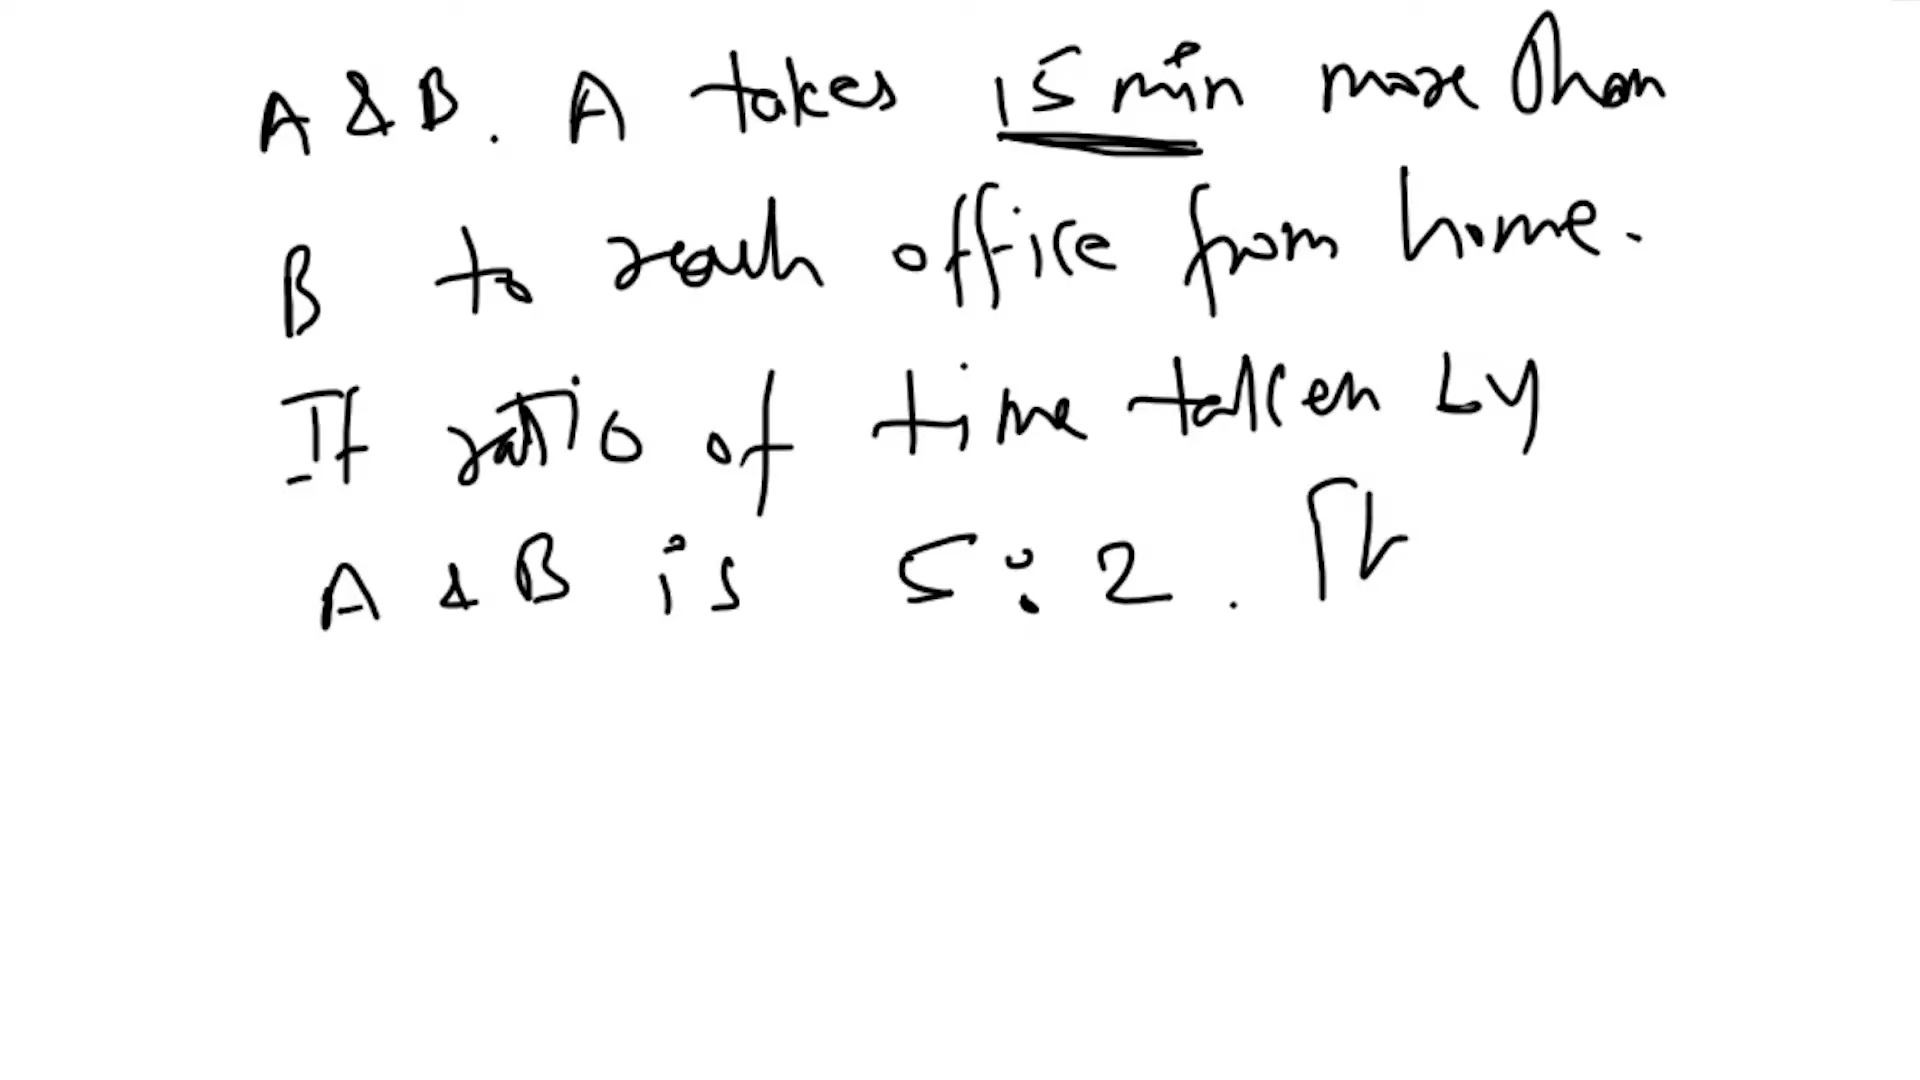 A & B. A takes 15 min more than
B to reach office from home.
If ratio of time taken by
A & B is 5:2.